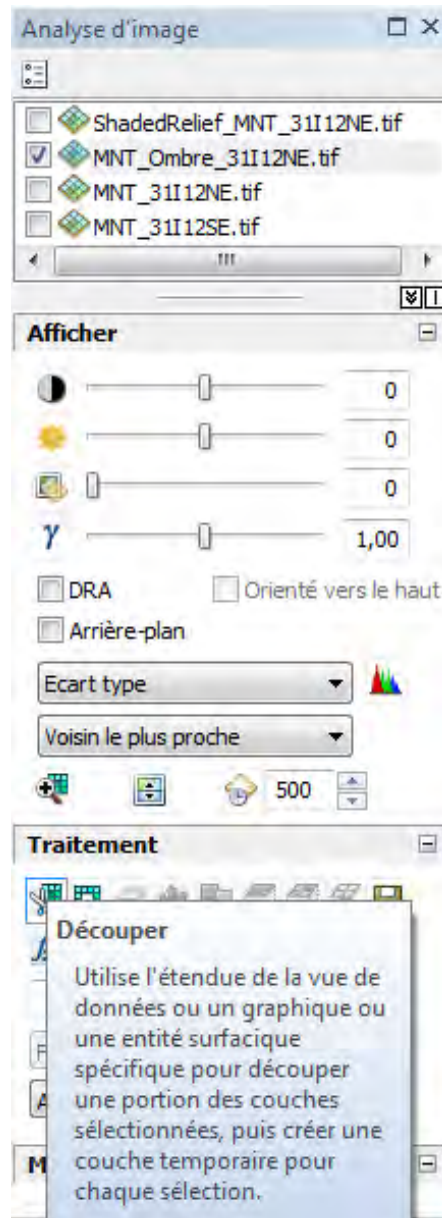 Analyse d'image
ShadedRelief_MNT_31I12NE.tif
MNT_Ombre_31I12NE.tif
MNT_31I12NE.tif
MNT_31I12SE.tif
Afficher
0
0
0
γ 1,00
DRA Orienté vers le haut
Arrière-plan
Ecart type
Voisin le plus proche
500
Traitement
Découper
Utilise l'étendue de la vue de
données ou un graphique ou
une entité surfacique
spécifique pour découper
une portion des couches
sélectionnées, puis créer une
couche temporaire pour
chaque sélection.